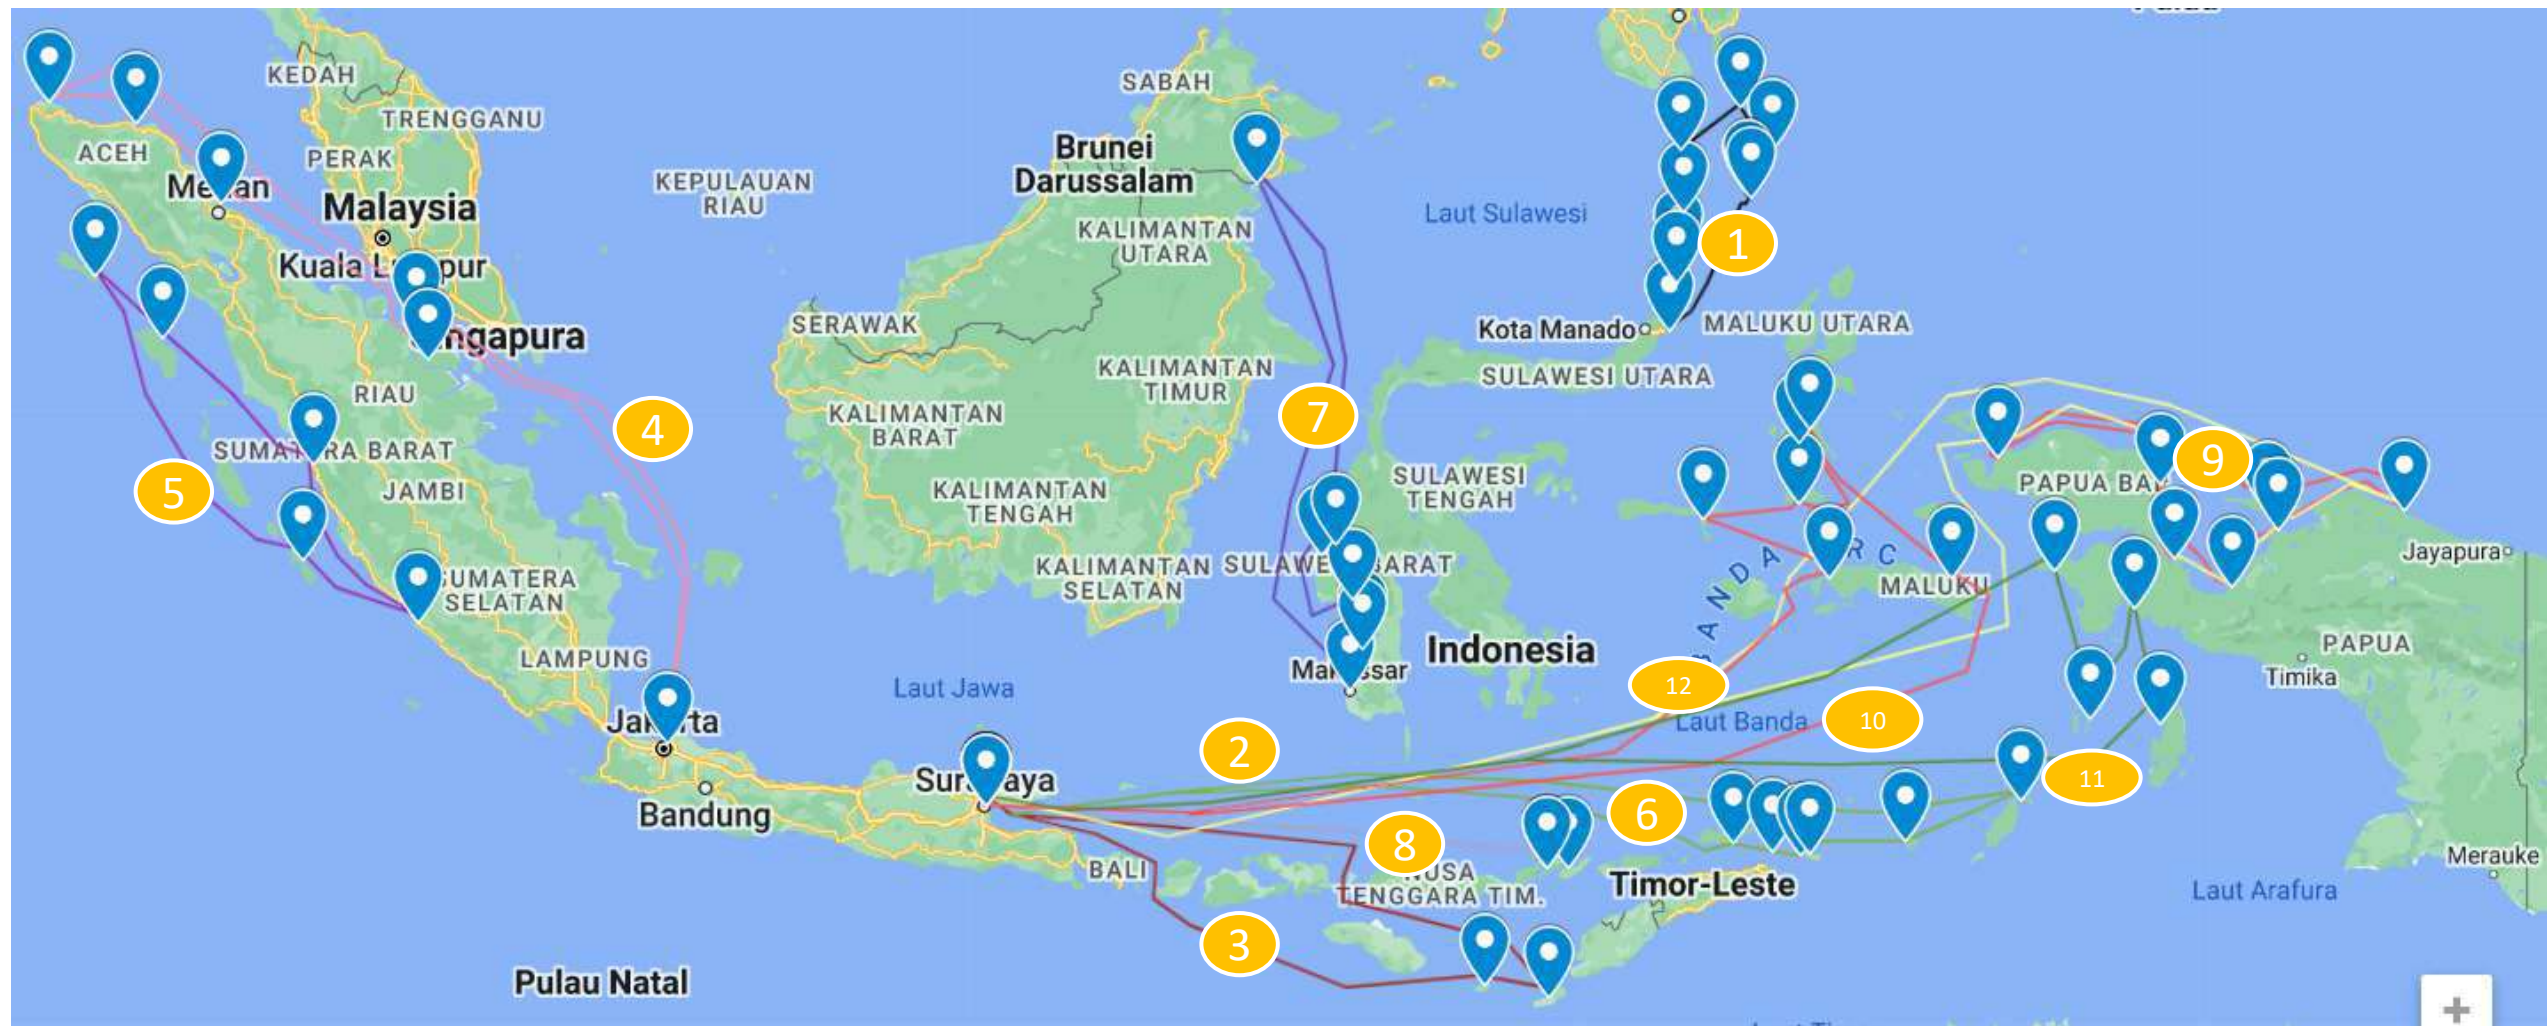 KEDAH
TRENGGANU
ACEH
PERAK
Malaysia
Kuala
KEPULAUAN
RIAU
RIAU
SUMATERA BARAT
JAMBI
SUMATERA
SELATAN
LAMPUNG
4
5
Bandung
Pulau Natal
SABAH
Brunei
Darussalam
KALIMANTAN
UTARA
SERAWAK
KALIMANTAN
TIMUR
KALIMANTAN
BARAT
KALIMANTAN
TENGAH
KALIMANTAN
SELATAN
Laut Jawa
BALI
7
Laut Sulawesi
1
Kota Manado
MALUKU UTARA
SULAWESI UTARA
SULAWESI
TENGAH
BARAT
Indonesia
BANDA
MALUKU
12
Laut Banda
10
2
6
8
11
3
TENGGARA TIM.
Timor-Leste
9
Jayapura
PAPUA
Timika
Merauke
Laut Arafura
+